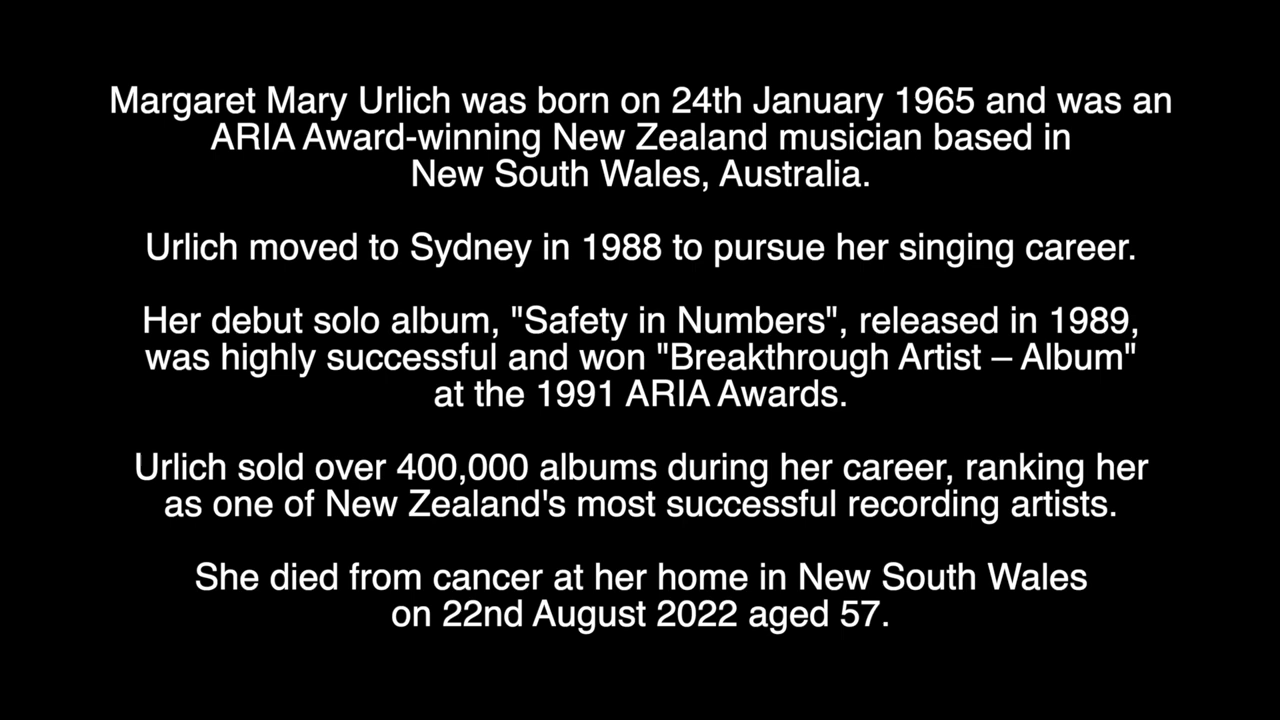 Margaret Mary Urlich was born on 24th January 1965 and was an
ARIA Award-winning New Zealand musician based in
New South Wales, Australia.
Urlich moved to Sydney in 1988 to pursue her singing career.
Her debut solo album, "Safety in Numbers", released in 1989,
was highly successful and won "Breakthrough Artist – Album"
at the 1991 ARIA Awards.
Urlich sold over 400,000 albums during her career, ranking her
as one of New Zealand's most successful recording artists.
She died from cancer at her home in New South Wales
on 22nd August 2022 aged 57.